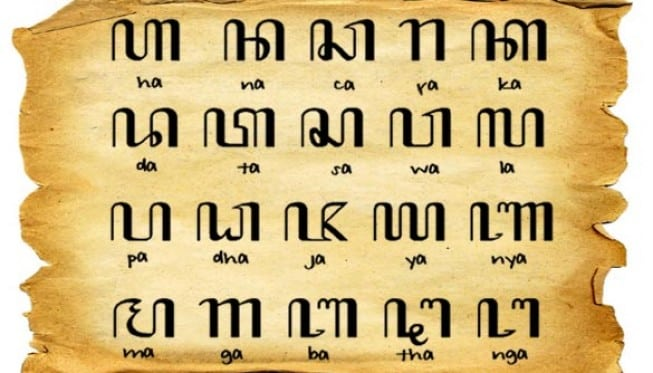 ꦲ ꦤ ꦕ ꦫ ꦏ
ha na ca ra ka
ꦢ ꦠ ꦱ ꦮ ꦭ
da ta sa wa la
ꦥ ꦝ ꦗ ꦪ ꦚ
pa dha ja ya nya
ꦩ ꦒ ꦧ ꦛ ꦔ
ma ga ba tha nga